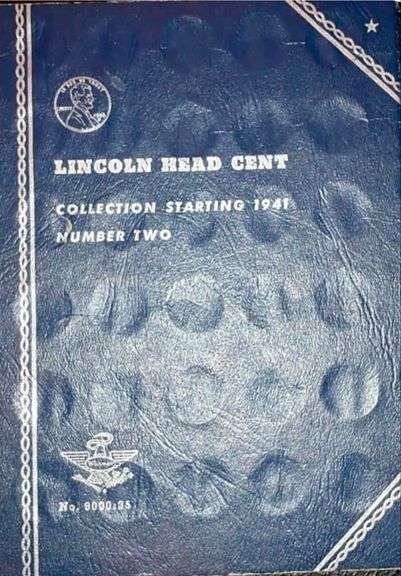 LINCOLN HEAD CENT
COLLECTION STARTING 1941
NUMBER TWO